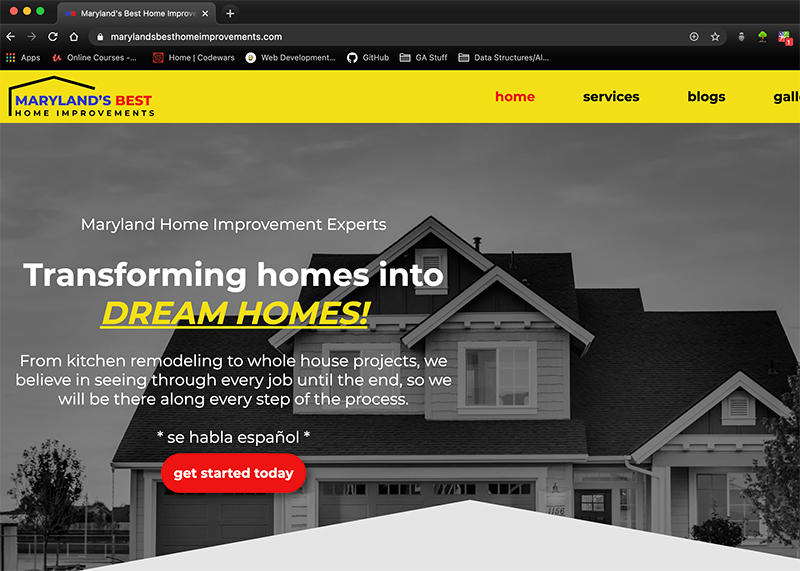 Maryland's Best Home Improve
marylandsbesthomeimprovements.com
Apps Online Courses -... Home | Codewars Web Development... GitHub GA Stuff Data Structures/Al...
1
MARYLAND'S BEST
HOME IMPROVEMENTS
home services blogs gall
Maryland Home Improvement Experts
Transforming homes into
DREAM HOMES!
From kitchen remodeling to whole house projects, we
believe in seeing through every job until the end, so we
will be there along every step of the process.
* se habla español *
get started today
1156